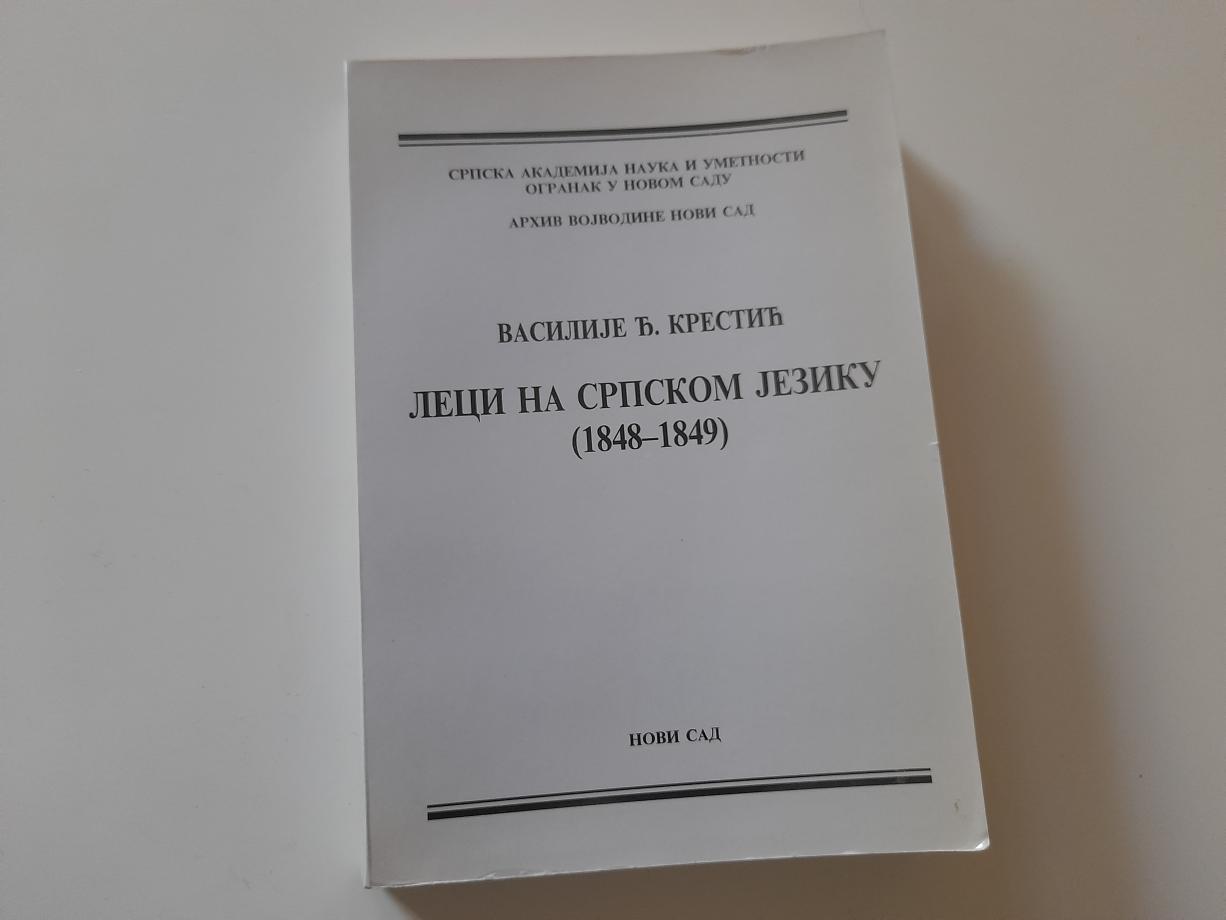 СРПСКА АКАДЕМИЈА НАУКА И УМЕТНОСТИ
ОГРАНАК У НОВОМ САДУ
АРХИВ ВОЈВОДИНЕ НОВИ САД
ВАСИЛИЈЕ Ђ. КРЕСТИЋ
ЛЕЦИ НА СРПСКОМ ЈЕЗИКУ
(1848–1849)
НОВИ САД